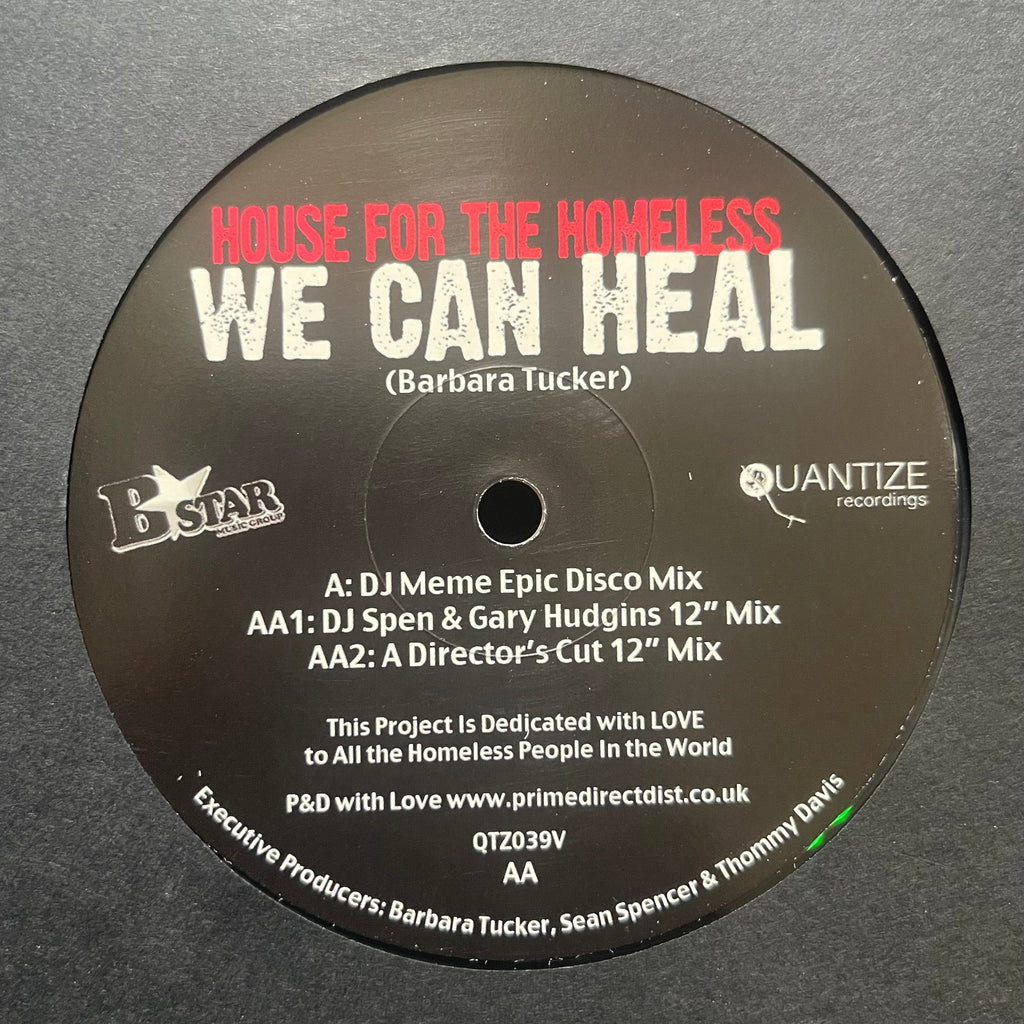 HOUSE FOR THE HOMELESS
WE CAN HEAL
(Barbara Tucker)
B STAR
MUSIC GROUP
QUANTIZE
recordings
A: DJ Meme Epic Disco Mix
AA1: DJ Spen & Gary Hudgins 12” Mix
AA2: A Director's Cut 12” Mix
This Project Is Dedicated with LOVE
to All the Homeless People In the World
P&D with Love www.primedirectdist.co.uk
QTZ039V
AA
Executive Producers: Barbara Tucker, Sean Spencer & Thommy Davis